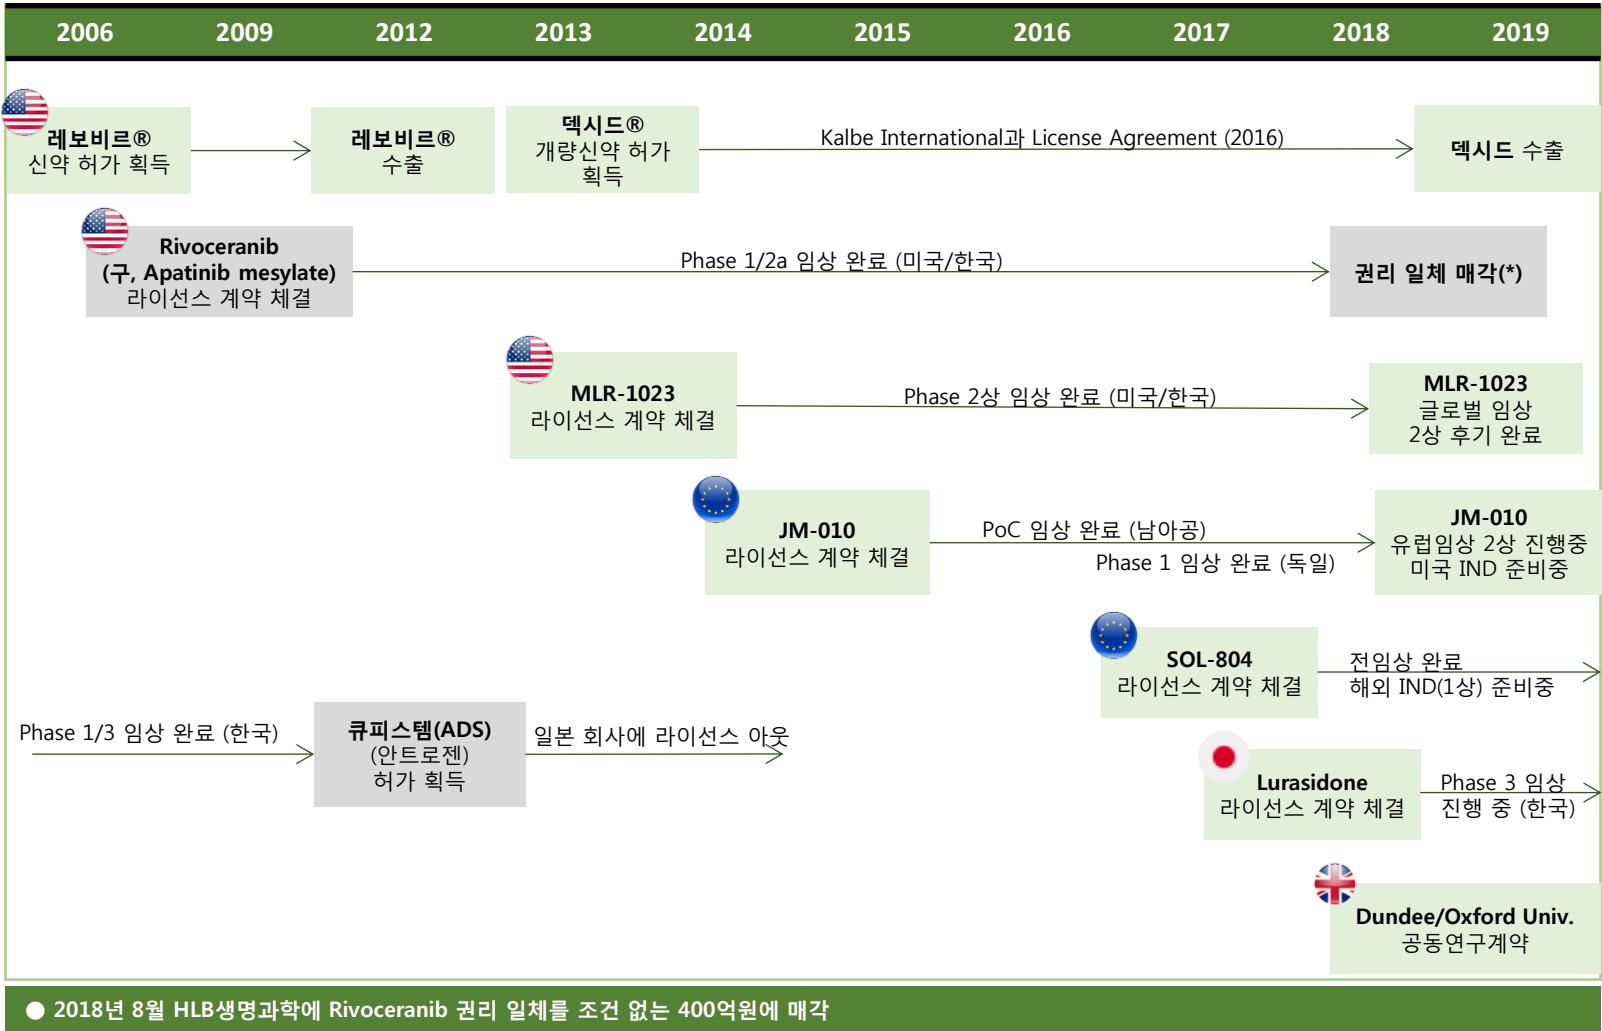 2006 2009 2012 2013 2014 2015 2016 2017 2018 2019
레보비르®
신약 허가 획득
레보비르®
수출
덱시드®
개량신약 허가
획득
Kalbe International과 License Agreement (2016)
덱시드 수출
Rivoceranib
(구, Apatinib mesylate)
라이선스 계약 체결
Phase 1/2a 임상 완료 (미국/한국)
권리 일체 매각(*)
MLR-1023
라이선스 계약 체결
Phase 2상 임상 완료 (미국/한국)
MLR-1023
글로벌 임상
2상 후기 완료
JM-010
라이선스 계약 체결
PoC 임상 완료 (남아공)
Phase 1 임상 완료 (독일)
JM-010
유럽임상 2상 진행중
미국 IND 준비중
SOL-804
라이선스 계약 체결
전임상 완료
해외 IND(1상) 준비중
Phase 1/3 임상 완료 (한국)
큐피스템(ADS)
(안트로젠)
허가 획득
일본 회사에 라이선스 아웃
Lurasidone
라이선스 계약 체결
Phase 3 임상
진행 중 (한국)
Dundee/Oxford Univ.
공동연구계약
● 2018년 8월 HLB생명과학에 Rivoceranib 권리 일체를 조건 없는 400억원에 매각